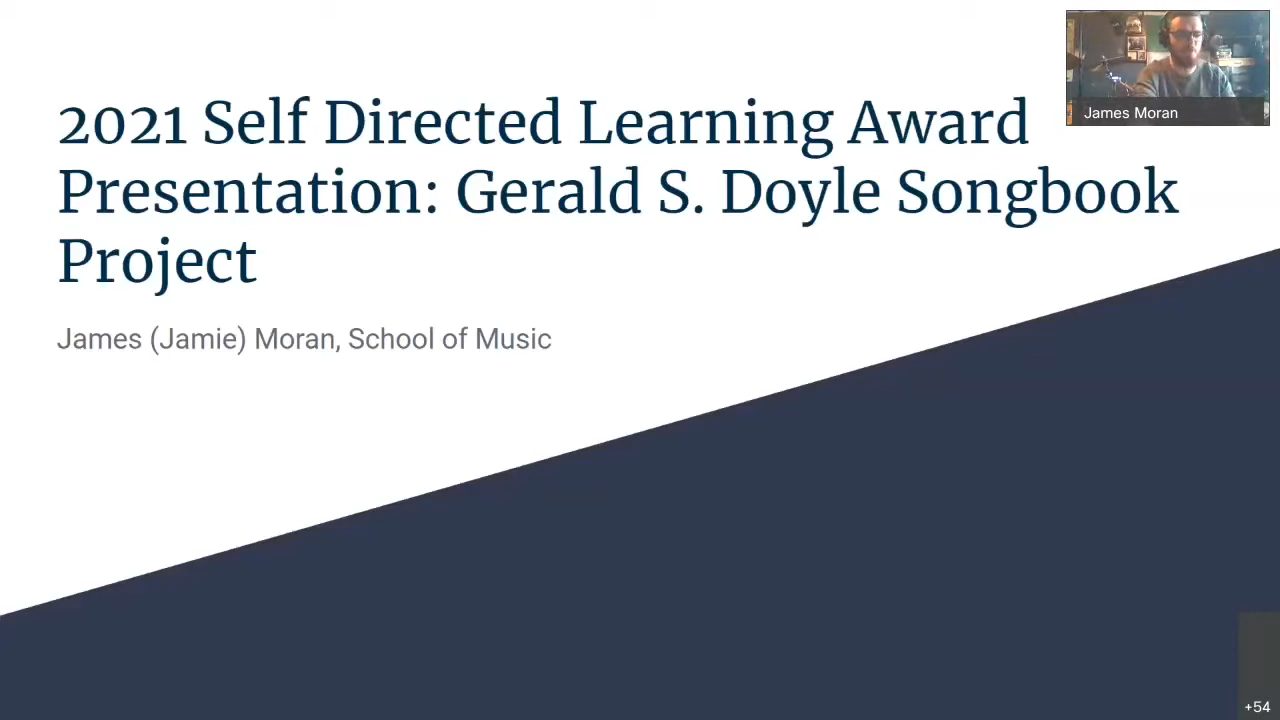 2021 Self Directed Learning Award
Presentation: Gerald S. Doyle Songbook
Project
James (Jamie) Moran, School of Music
James Moran
+54